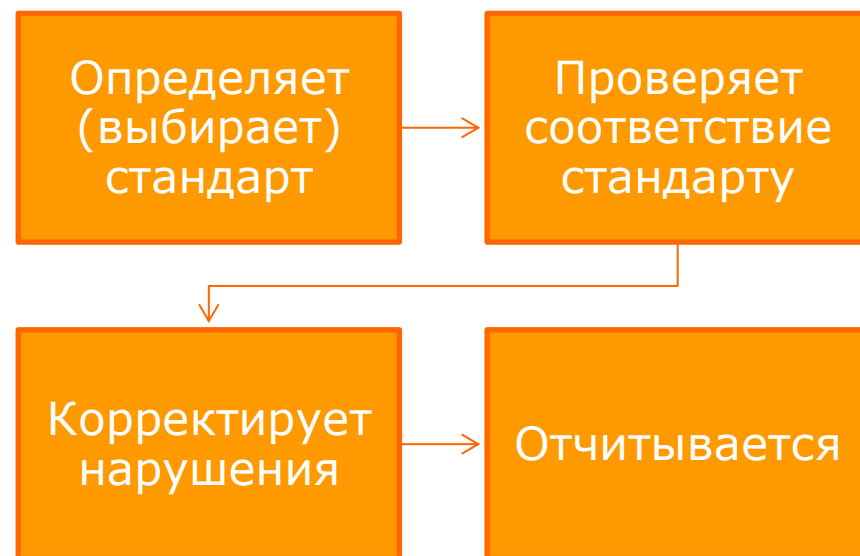 Определяет
(выбирает)
стандарт
Проверяет
соответствие
стандарту
Корректирует
нарушения
Отчитывается